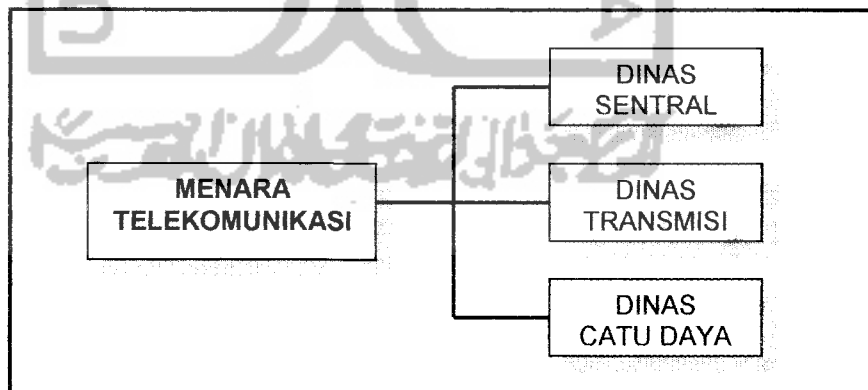 MENARA
TELEKOMUNIKASI
DINAS
SENTRAL
DINAS
TRANSMISI
DINAS
CATU DAYA